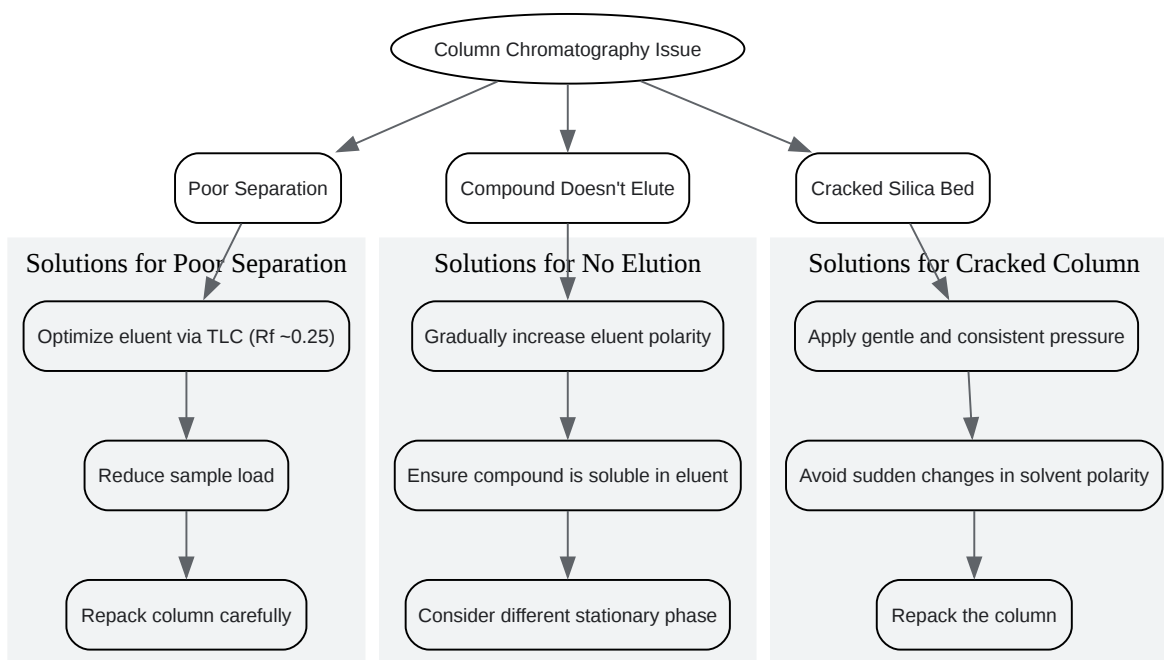 Column Chromatography Issue
Poor Separation
Compound Doesn't Elute
Cracked Silica Bed
Solutions for Poor Separation
Solutions for No Elution
Solutions for Cracked Column
Optimize eluent via TLC (Rf ~0.25)
Gradually increase eluent polarity
Apply gentle and consistent pressure
Reduce sample load
Ensure compound is soluble in eluent
Avoid sudden changes in solvent polarity
Repack column carefully
Consider different stationary phase
Repack the column